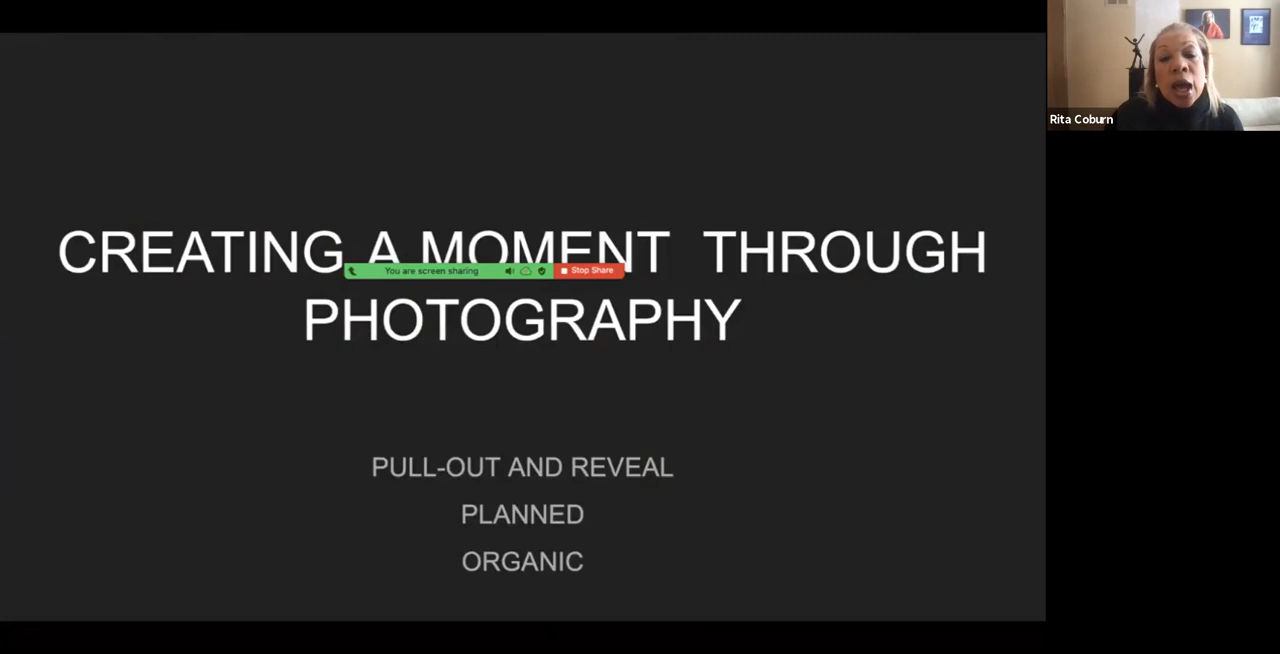 CREATING A MOMENT THROUGH
You are screen sharing
Stop Share
PHOTOGRAPHY
PULL-OUT AND REVEAL
PLANNED
ORGANIC
Rita Coburn